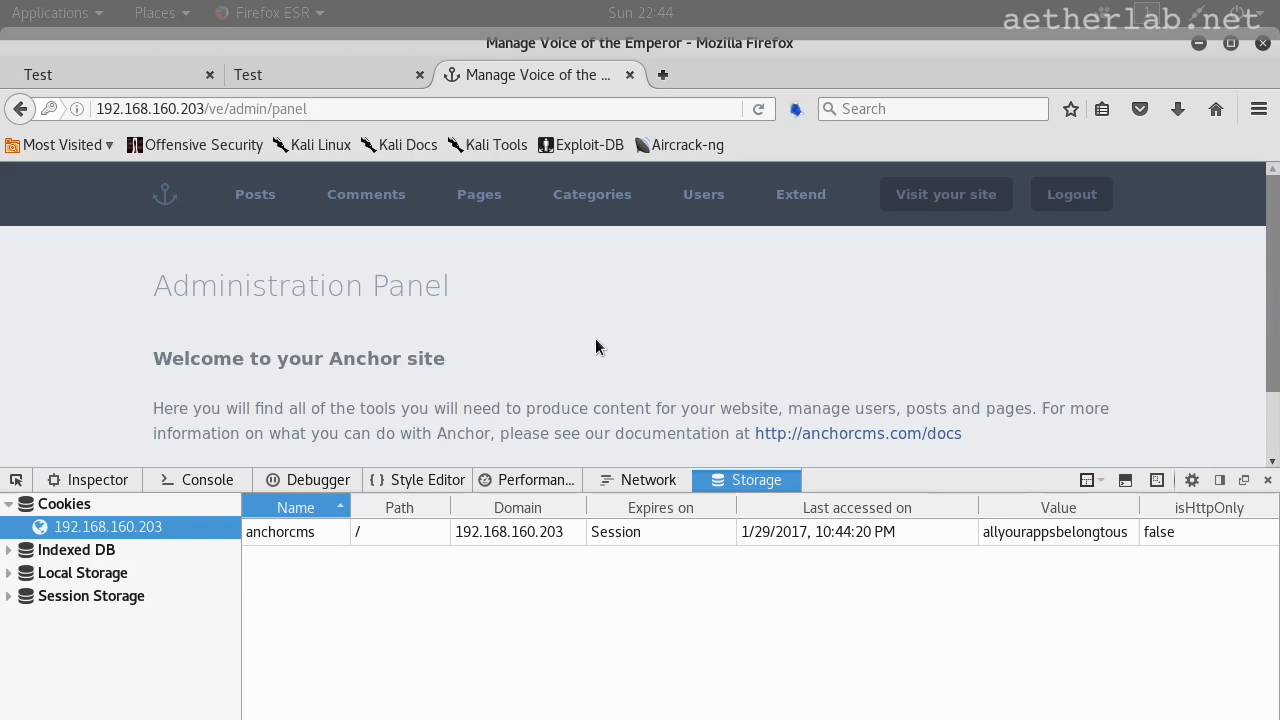 Applications Places Firefox ESR Sun 22:44 1
aetherlab.net
Manage Voice of the Emperor - Mozilla Firefox
Test Test Manage Voice of the ...
192.168.160.203/ve/admin/panel Search
Most Visited Offensive Security Kali Linux Kali Docs Kali Tools Exploit-DB Aircrack-ng
Posts Comments Pages Categories Users Extend Visit your site Logout
Administration Panel
Welcome to your Anchor site
Here you will find all of the tools you will need to produce content for your website, manage users, posts and pages. For more
information on what you can do with Anchor, please see our documentation at http://anchorcms.com/docs
Inspector Console Debugger Style Editor Performan... Network Storage
Cookies Name Path Domain Expires on Last accessed on Value isHttpOnly
192.168.160.203 anchorcms / 192.168.160.203 Session 1/29/2017, 10:44:20 PM allyourappsbelongtous false
Indexed DB
Local Storage
Session Storage